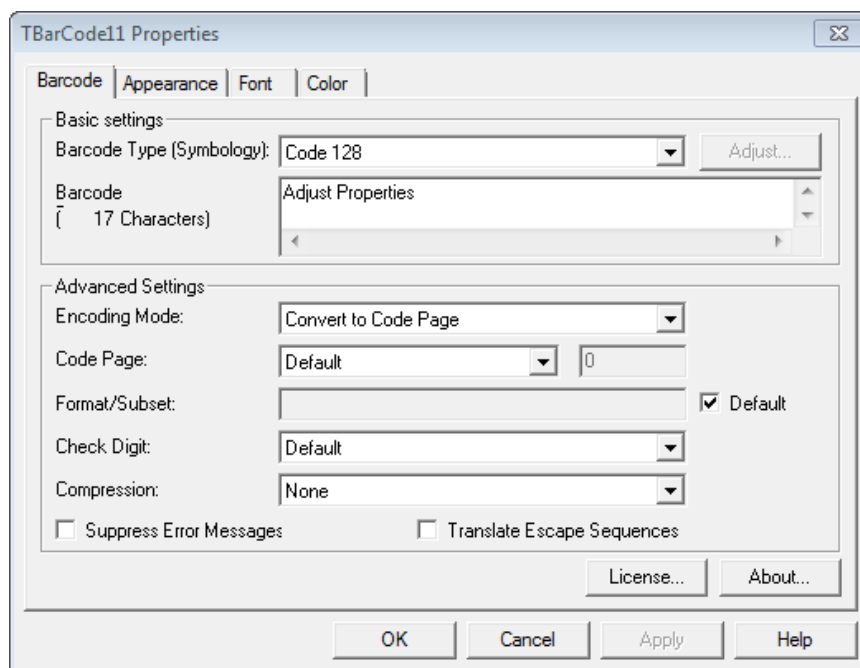 TBarCode11 Properties
Barcode Appearance Font Color
Basic settings
Barcode Type (Symbology): Code 128 Adjust...
Barcode Adjust Properties
( 17 Characters)
Advanced Settings
Encoding Mode: Convert to Code Page
Code Page: Default 0
Format/Subset: Default
Check Digit: Default
Compression: None
Suppress Error Messages Translate Escape Sequences
License... About...
OK Cancel Apply Help